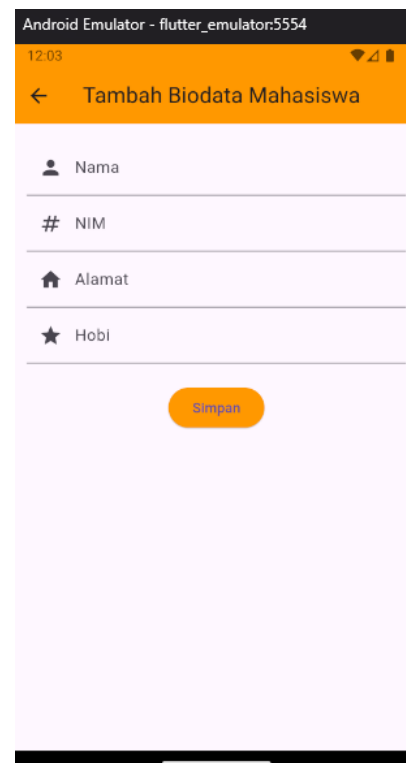 Android Emulator - flutter_emulator:5554
12:03
Tambah Biodata Mahasiswa
Nama
# NIM
Alamat
Hobi
Simpan